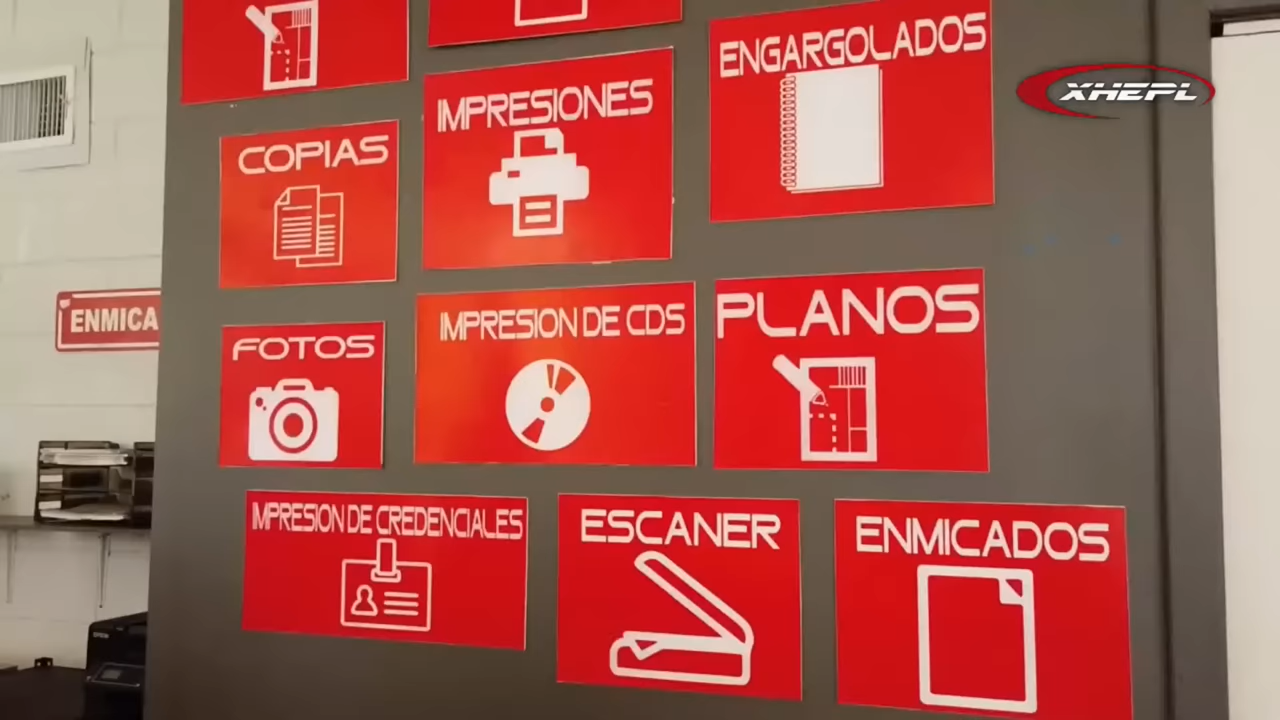 ENGARGOLADOS
XHEPL
IMPRESIONES
COPIAS
ENMICA
FOTOS
IMPRESION DE CDS
PLANOS
IMPRESION DE CREDENCIALES
ESCANER
ENMICADOS